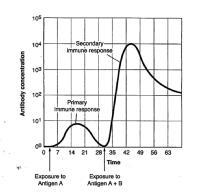 Antibody concentration
10⁵
10⁴
10³
10²
10¹
10⁰
Secondary
immune response
Primary
immune response
0 7 14 21 28 35 42 49 56 63
Time
Exposure to
Antigen A
Exposure to
Antigen A + B